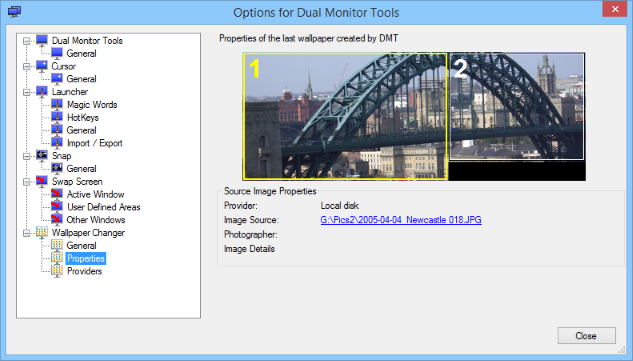 Options for Dual Monitor Tools
Dual Monitor Tools
General
Cursor
General
Launcher
Magic Words
HotKeys
General
Import / Export
Snap
General
Swap Screen
Active Window
User Defined Areas
Other Windows
Wallpaper Changer
General
Properties
Providers
Properties of the last wallpaper created by DMT
1
2
Source Image Properties
Provider: Local disk
Image Source: G:\Pics2\2005-04-04_Newcastle 018.JPG
Photographer:
Image Details
Close